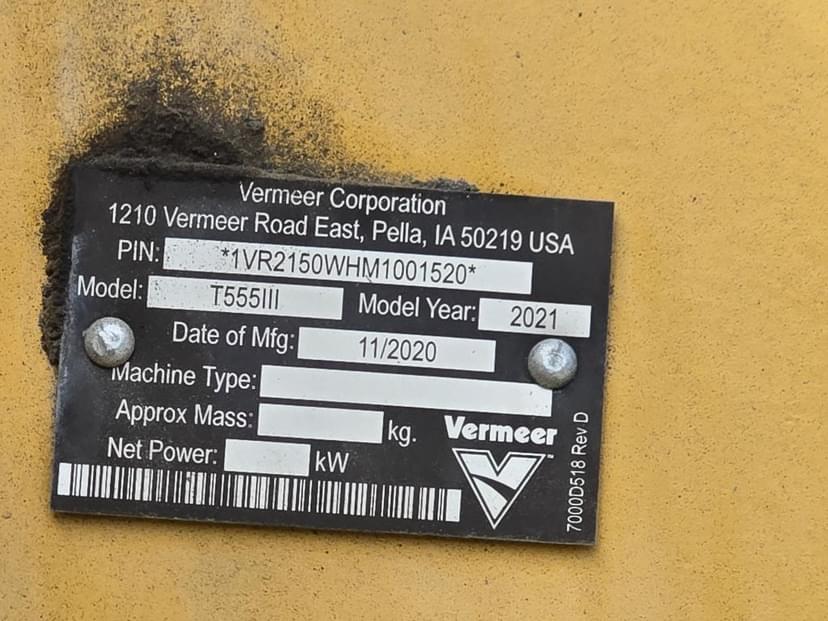 Vermeer Corporation
1210 Vermeer Road East, Pella, IA 50219 USA
PIN: *1VR2150WHM1001520*
Model: T555III Model Year: 2021
Date of Mfg: 11/2020
Machine Type:
Approx Mass: kg.
Net Power: kW
Vermeer™
7000D518 Rev D